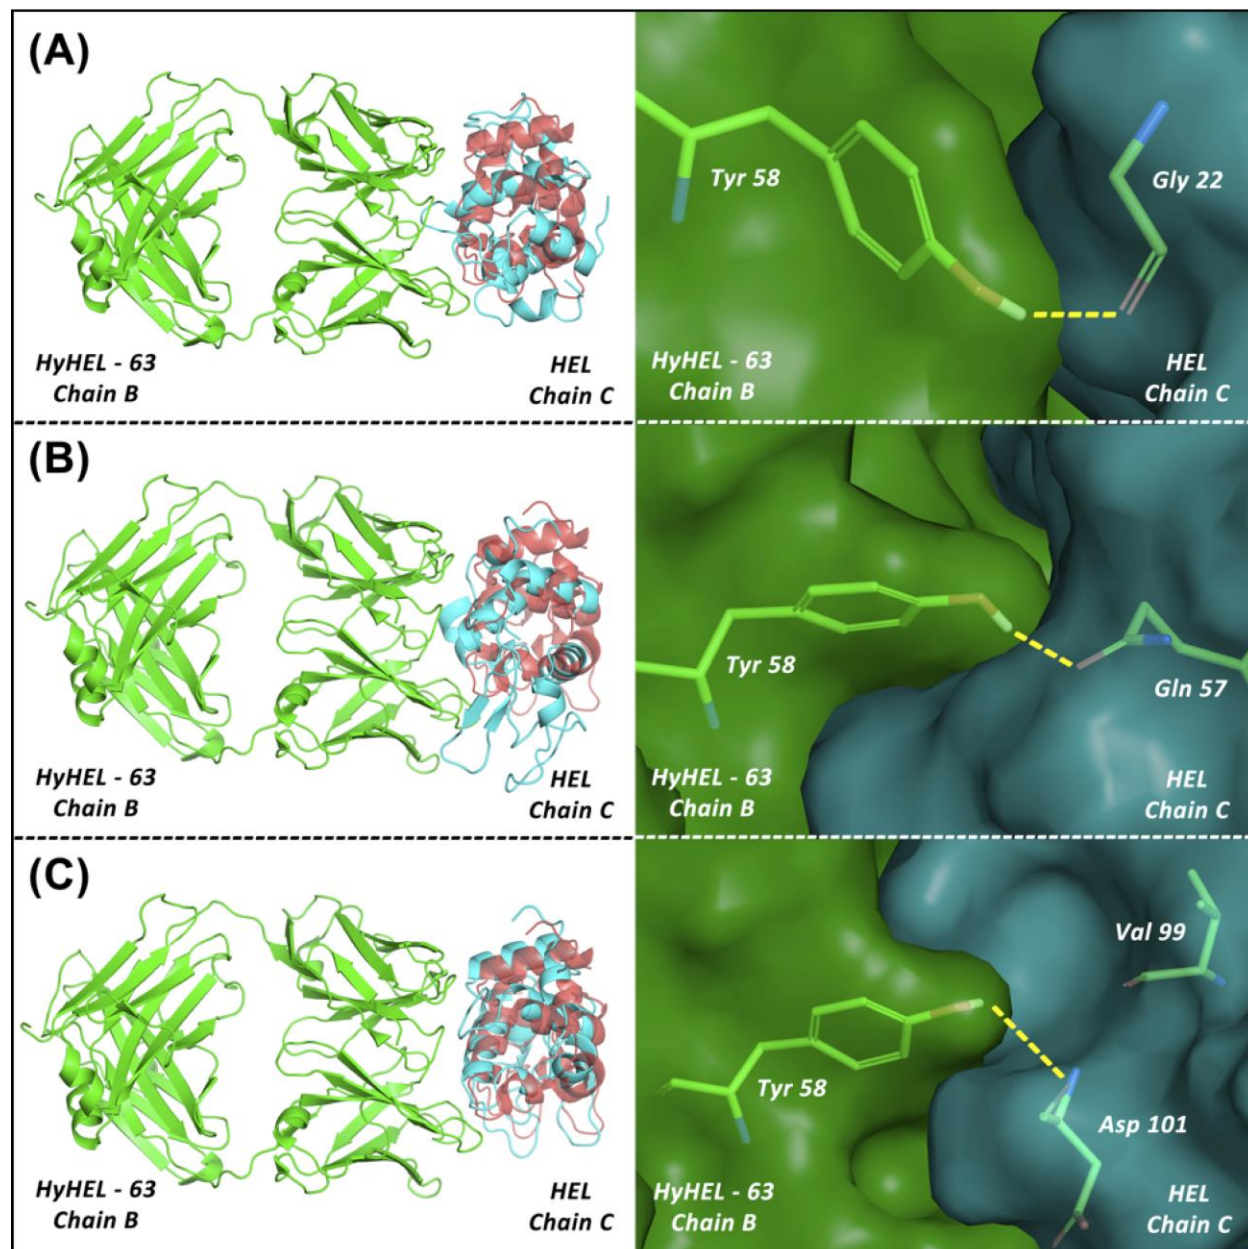 (A)
HyHEL - 63
Chain B
HEL
Chain C
Tyr 58
Gly 22
HyHEL - 63
Chain B
HEL
Chain C
(B)
HyHEL - 63
Chain B
HEL
Chain C
Tyr 58
Gln 57
HyHEL - 63
Chain B
HEL
Chain C
(C)
HyHEL - 63
Chain B
HEL
Chain C
Val 99
Tyr 58
Asp 101
HyHEL - 63
Chain B
HEL
Chain C